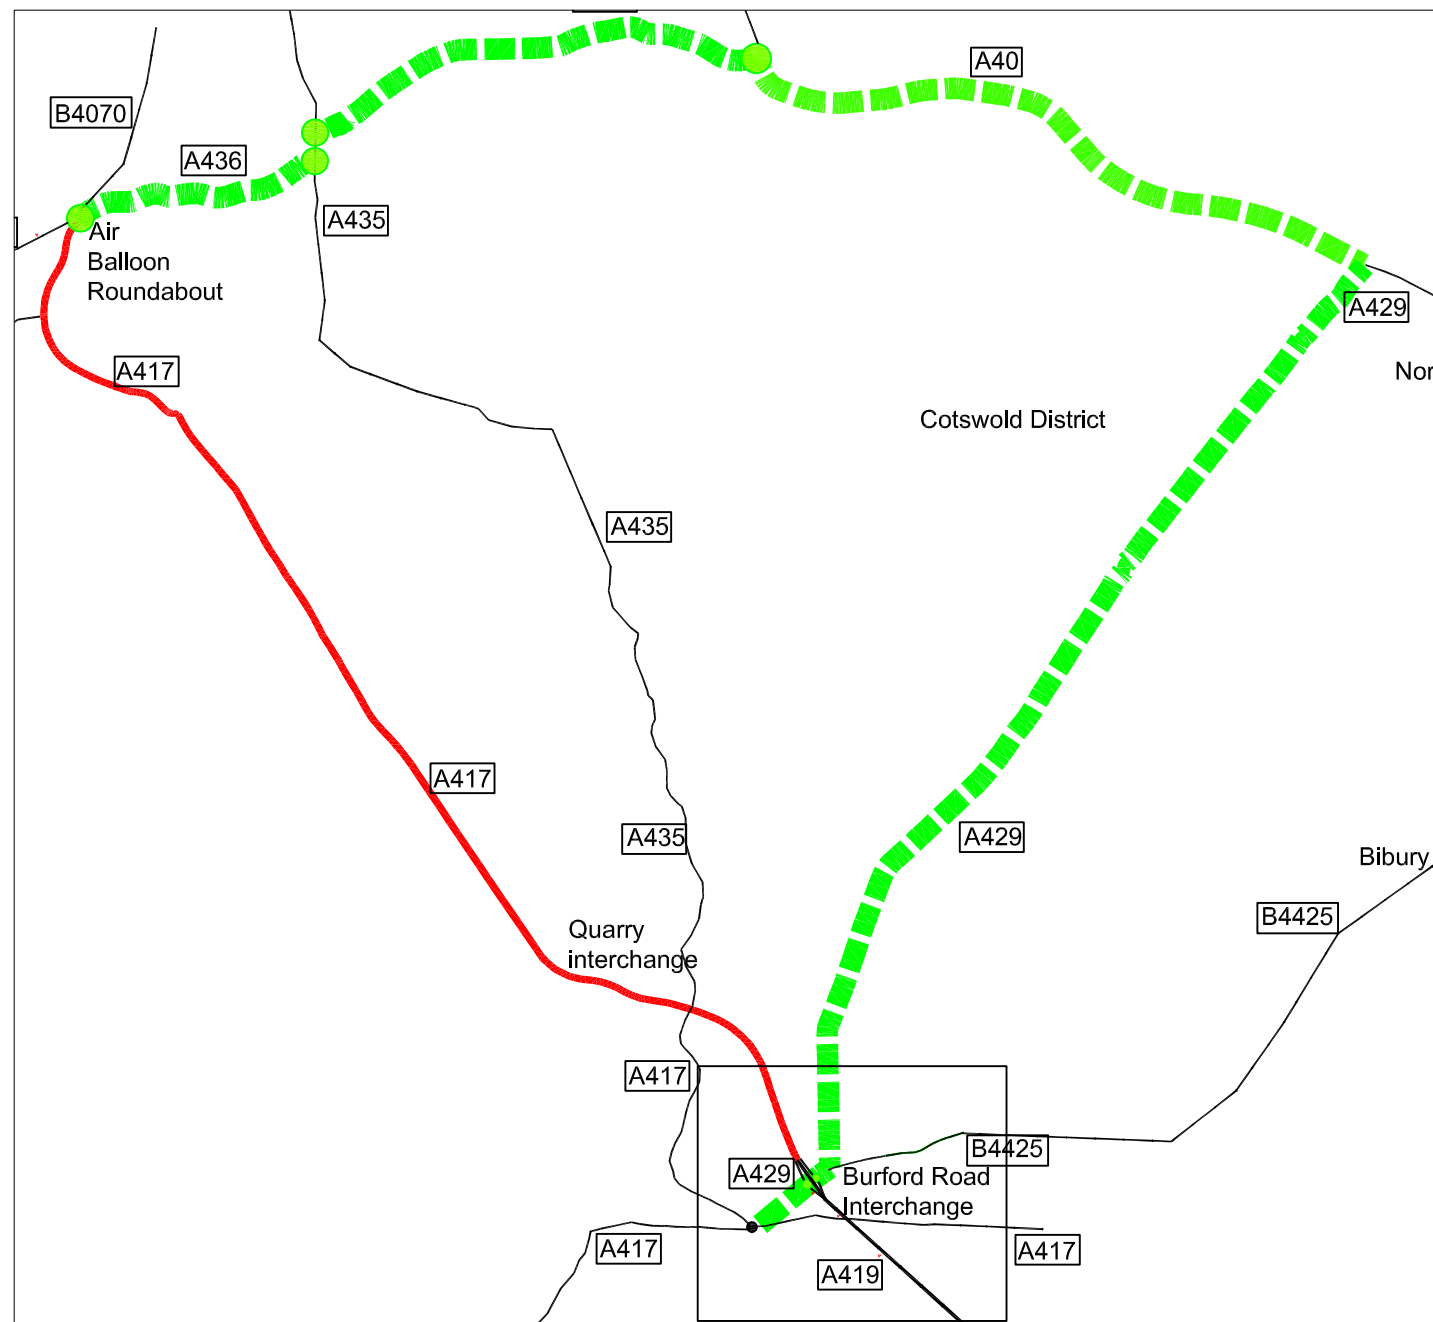 A40
B4070
A436
A435
Air
Balloon
Roundabout
A429
A417
Nor
Cotswold District
A435
A417
A435
A429
Bibury
B4425
Quarry
interchange
A417
B4425
A429
Burford Road
Interchange
A417
A417
A419